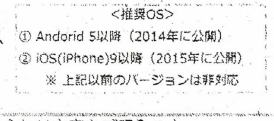 <推奨OS>
① Andorid 5以降（2014年に公開）
② iOS(iPhone)9以降（2015年に公開）
※ 上記以前のバージョンは非対応